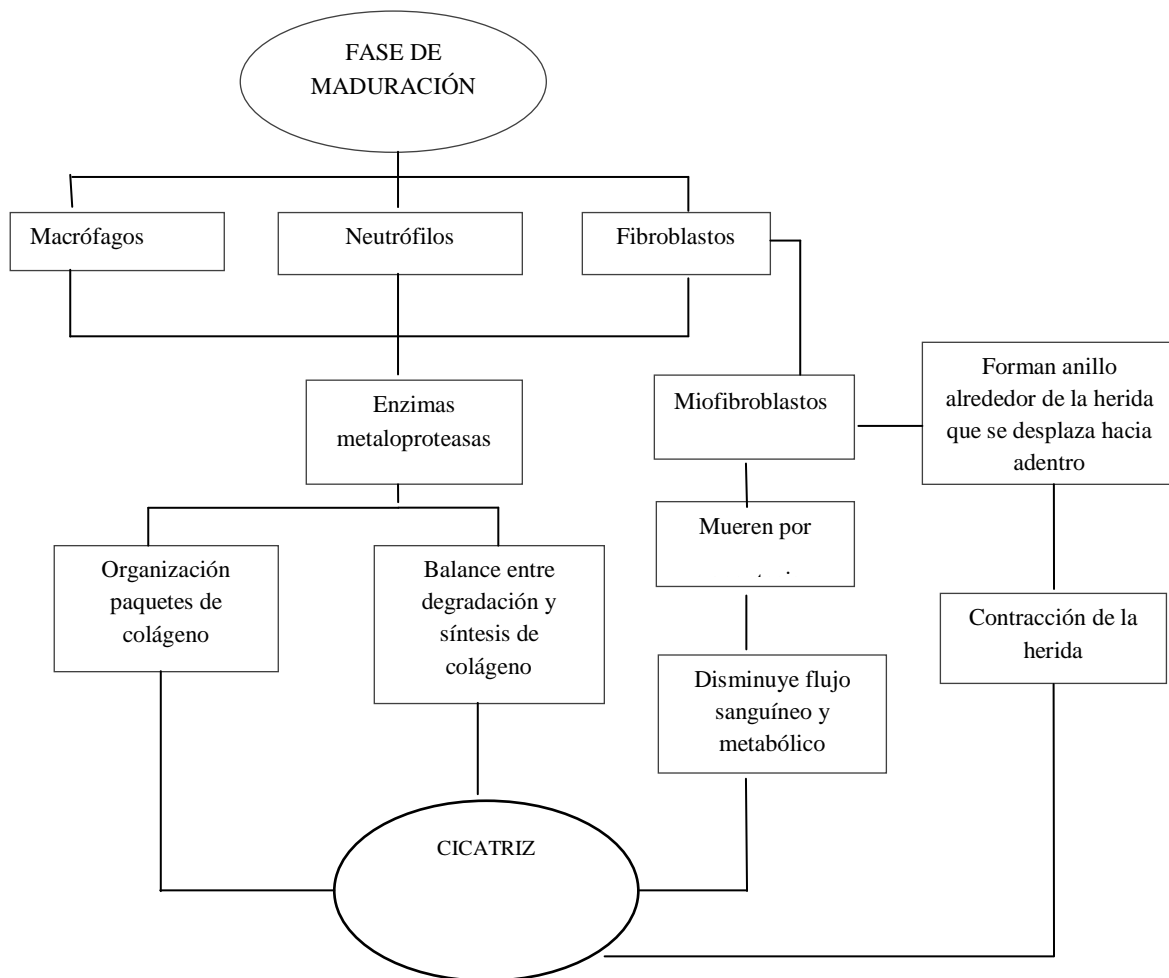 FASE DE
MADURACIÓN
Macrófagos
Neutrófilos
Fibroblastos
Enzimas
metaloproteasas
Miofibroblastos
Forman anillo
alrededor de la herida
que se desplaza hacia
adentro
Mueren por
Organización
paquetes de
colágeno
Balance entre
degradación y
síntesis de
colágeno
Contracción de la
herida
Disminuye flujo
sanguíneo y
metabólico
CICATRIZ